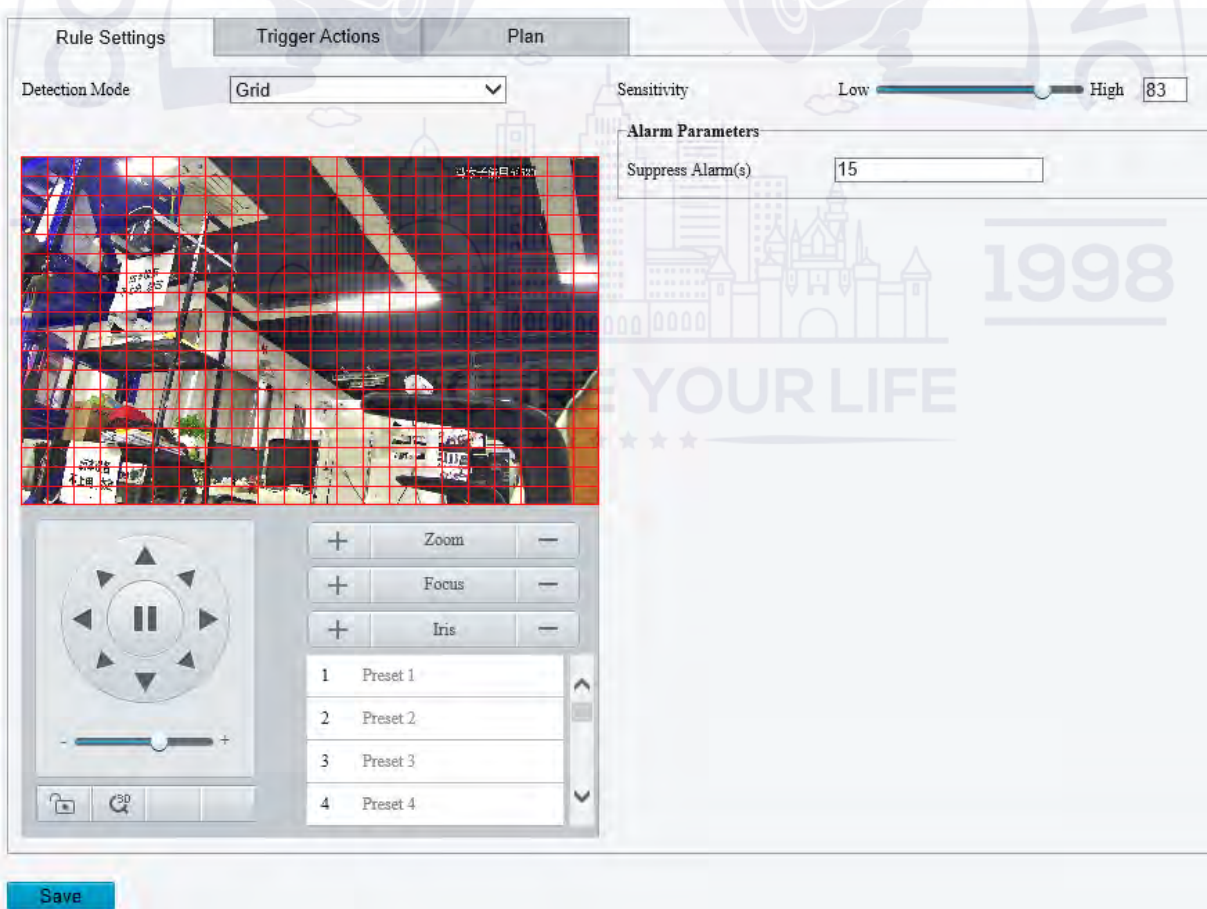 Rule Settings
Trigger Actions
Plan
Detection Mode
Grid
Sensitivity
Low
High
83
Alarm Parameters
Suppress Alarm(s)
15
1998
YOUR LIFE
+ Zoom −
+ Focus −
+ Iris −
1 Preset 1
2 Preset 2
3 Preset 3
4 Preset 4
- +
3D
Save